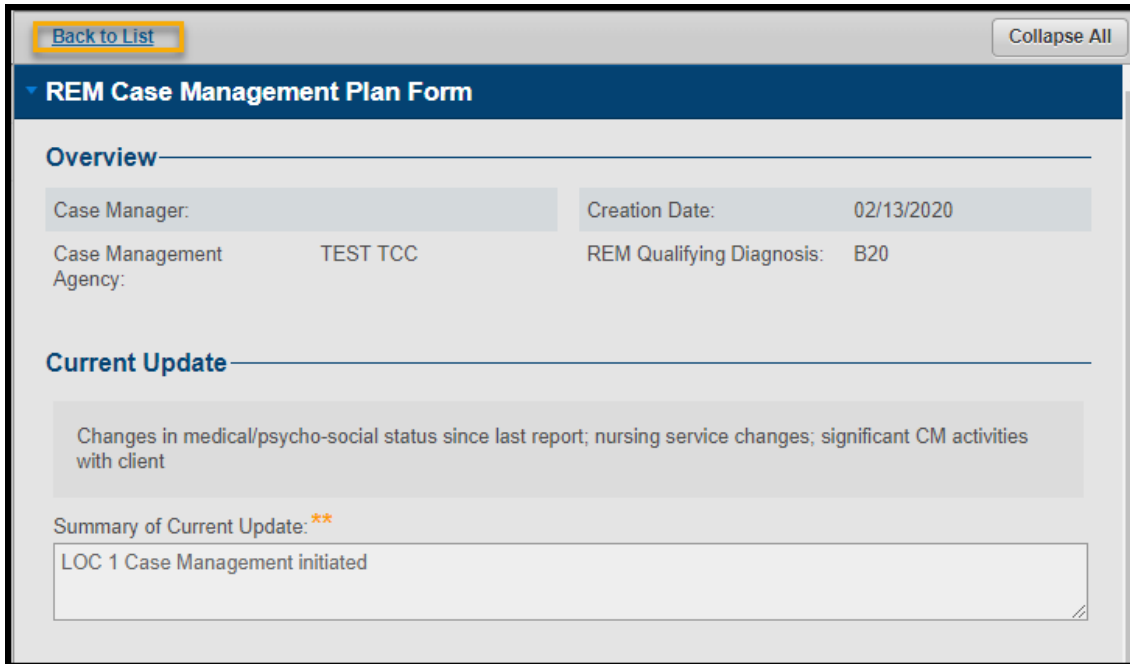 Back to List
Collapse All
REM Case Management Plan Form
Overview
Case Manager:
Creation Date: 02/13/2020
Case Management
Agency:
TEST TCC
REM Qualifying Diagnosis: B20
Current Update
Changes in medical/psycho-social status since last report; nursing service changes; significant CM activities
with client
Summary of Current Update: **
LOC 1 Case Management initiated